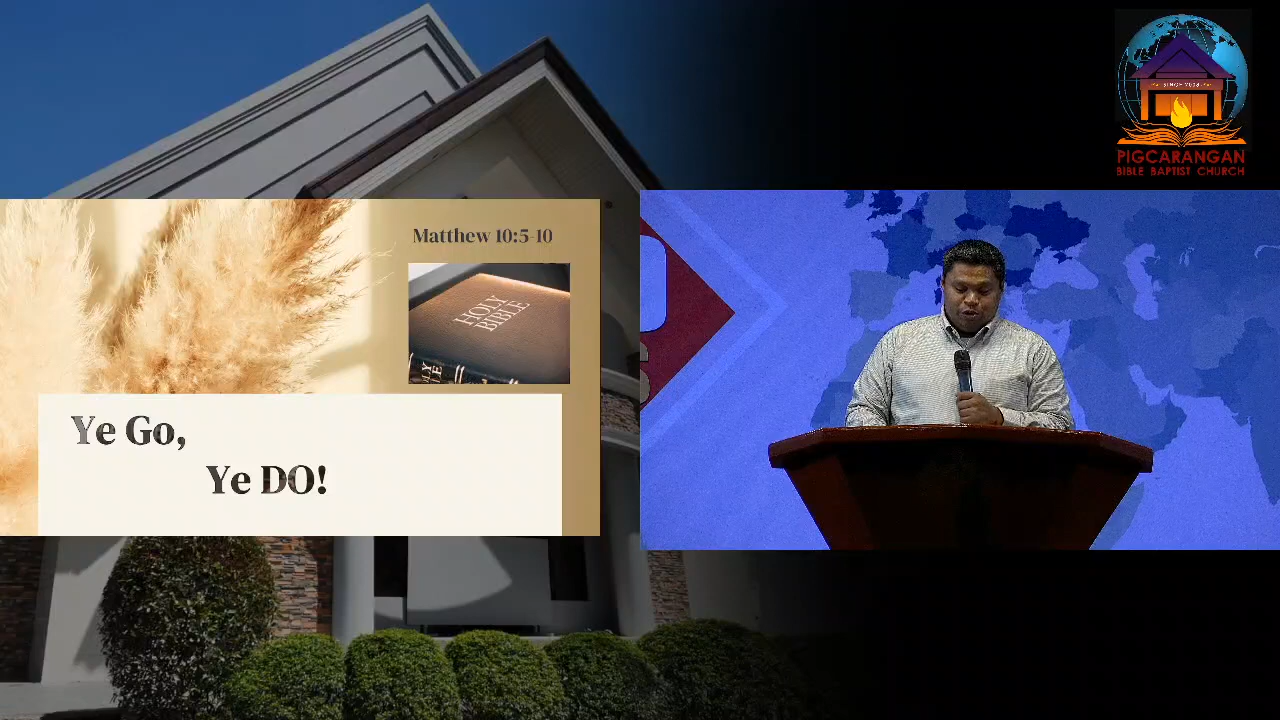 Matthew 10:5-10
HOLY
BIBLE
Ye Go,
Ye DO!
PIGCARANGAN
BIBLE BAPTIST CHURCH